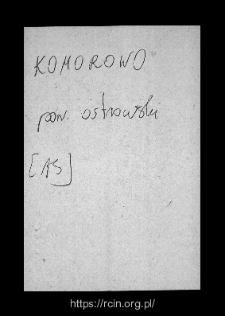 KOMOROWO
pow. ostrowski
[AS]
https://rcin.org.pl/